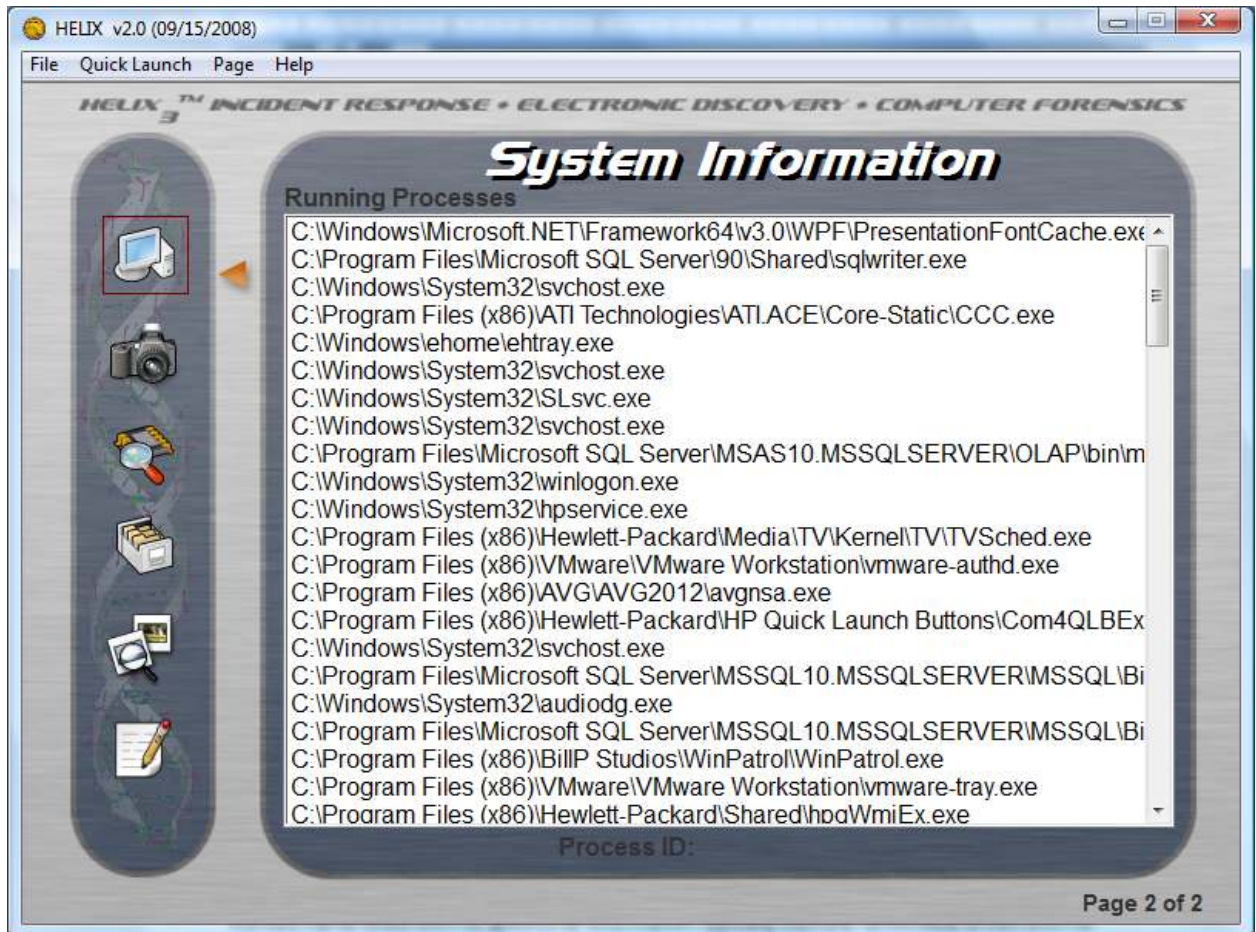 HELIX v2.0 (09/15/2008)
File Quick Launch Page Help
HELIX 3 TM INCIDENT RESPONSE • ELECTRONIC DISCOVERY • COMPUTER FORENSICS
System Information
Running Processes
C:\Windows\Microsoft.NET\Framework64\v3.0\WPF\PresentationFontCache.exe
C:\Program Files\Microsoft SQL Server\90\Shared\sqlwriter.exe
C:\Windows\System32\svchost.exe
C:\Program Files (x86)\ATI Technologies\ATI.ACE\Core-Static\CCC.exe
C:\Windows\ehome\ehtray.exe
C:\Windows\System32\svchost.exe
C:\Windows\System32\SLsvc.exe
C:\Windows\System32\svchost.exe
C:\Program Files\Microsoft SQL Server\MSAS10.MSSQLSERVER\OLAP\bin\m
C:\Windows\System32\winlogon.exe
C:\Windows\System32\hpservice.exe
C:\Program Files (x86)\Hewlett-Packard\Media\TV\Kernel\TV\TVSched.exe
C:\Program Files (x86)\VMware\VMware Workstation\vmware-authd.exe
C:\Program Files (x86)\AVG\AVG2012\avgnsa.exe
C:\Program Files (x86)\Hewlett-Packard\HP Quick Launch Buttons\Com4QLBEx
C:\Windows\System32\svchost.exe
C:\Program Files\Microsoft SQL Server\MSSQL10.MSSQLSERVER\MSSQL\Bi
C:\Windows\System32\audiodg.exe
C:\Program Files\Microsoft SQL Server\MSSQL10.MSSQLSERVER\MSSQL\Bi
C:\Program Files (x86)\BillP Studios\WinPatrol\WinPatrol.exe
C:\Program Files (x86)\VMware\VMware Workstation\vmware-tray.exe
C:\Program Files (x86)\Hewlett-Packard\Shared\hpqWmiEx.exe
Process ID:
Page 2 of 2